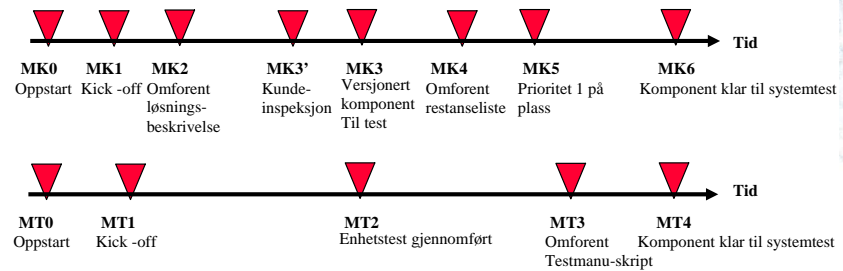 Tid
MK0 MK1 MK2 MK3’ MK3 MK4 MK5 MK6
Oppstart Kick -off Omforent Kunde- Versjonert Omforent Prioritet 1 på Komponent klar til systemtest
løsnings- inspeksjon komponent restanseliste plass
beskrivelse Til test
Tid
MT0 MT1 MT2 MT3 MT4
Oppstart Kick -off Enhetstest gjennomført Omforent Komponent klar til systemtest
Testmanu-skript